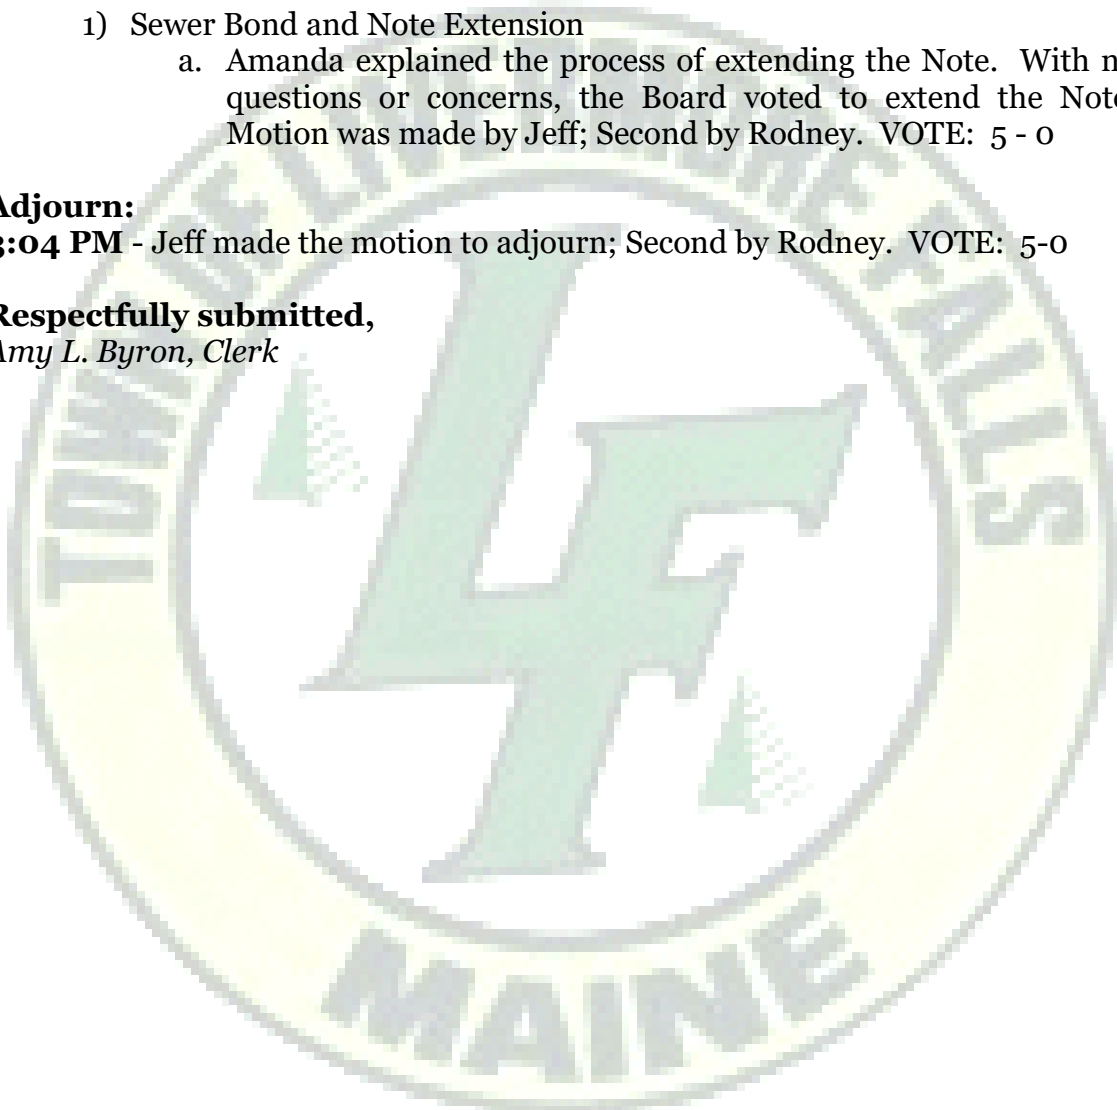 1) Sewer Bond and Note Extension
a. Amanda explained the process of extending the Note. With
questions or concerns, the Board voted to extend the
Motion was made by Jeff; Second by Rodney. VOTE: 5 - 0
Adjourn:
:04 PM - Jeff made the motion to adjourn; Second by Rodney. VOTE: 5-0
Respectfully submitted,
Amy L. Byron, Clerk
TOWN OF LIVERMORE FALLS
LF
MAINE